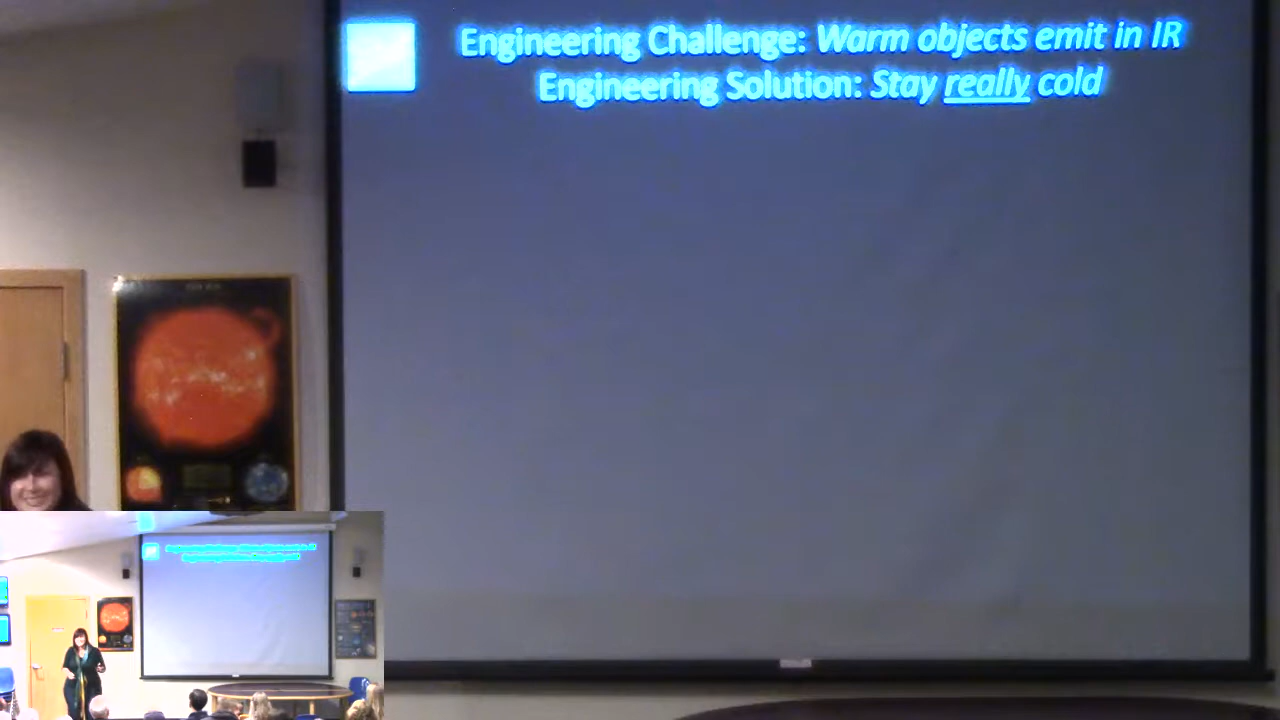 Engineering Challenge: Warm objects emit in IR
Engineering Solution: Stay really cold